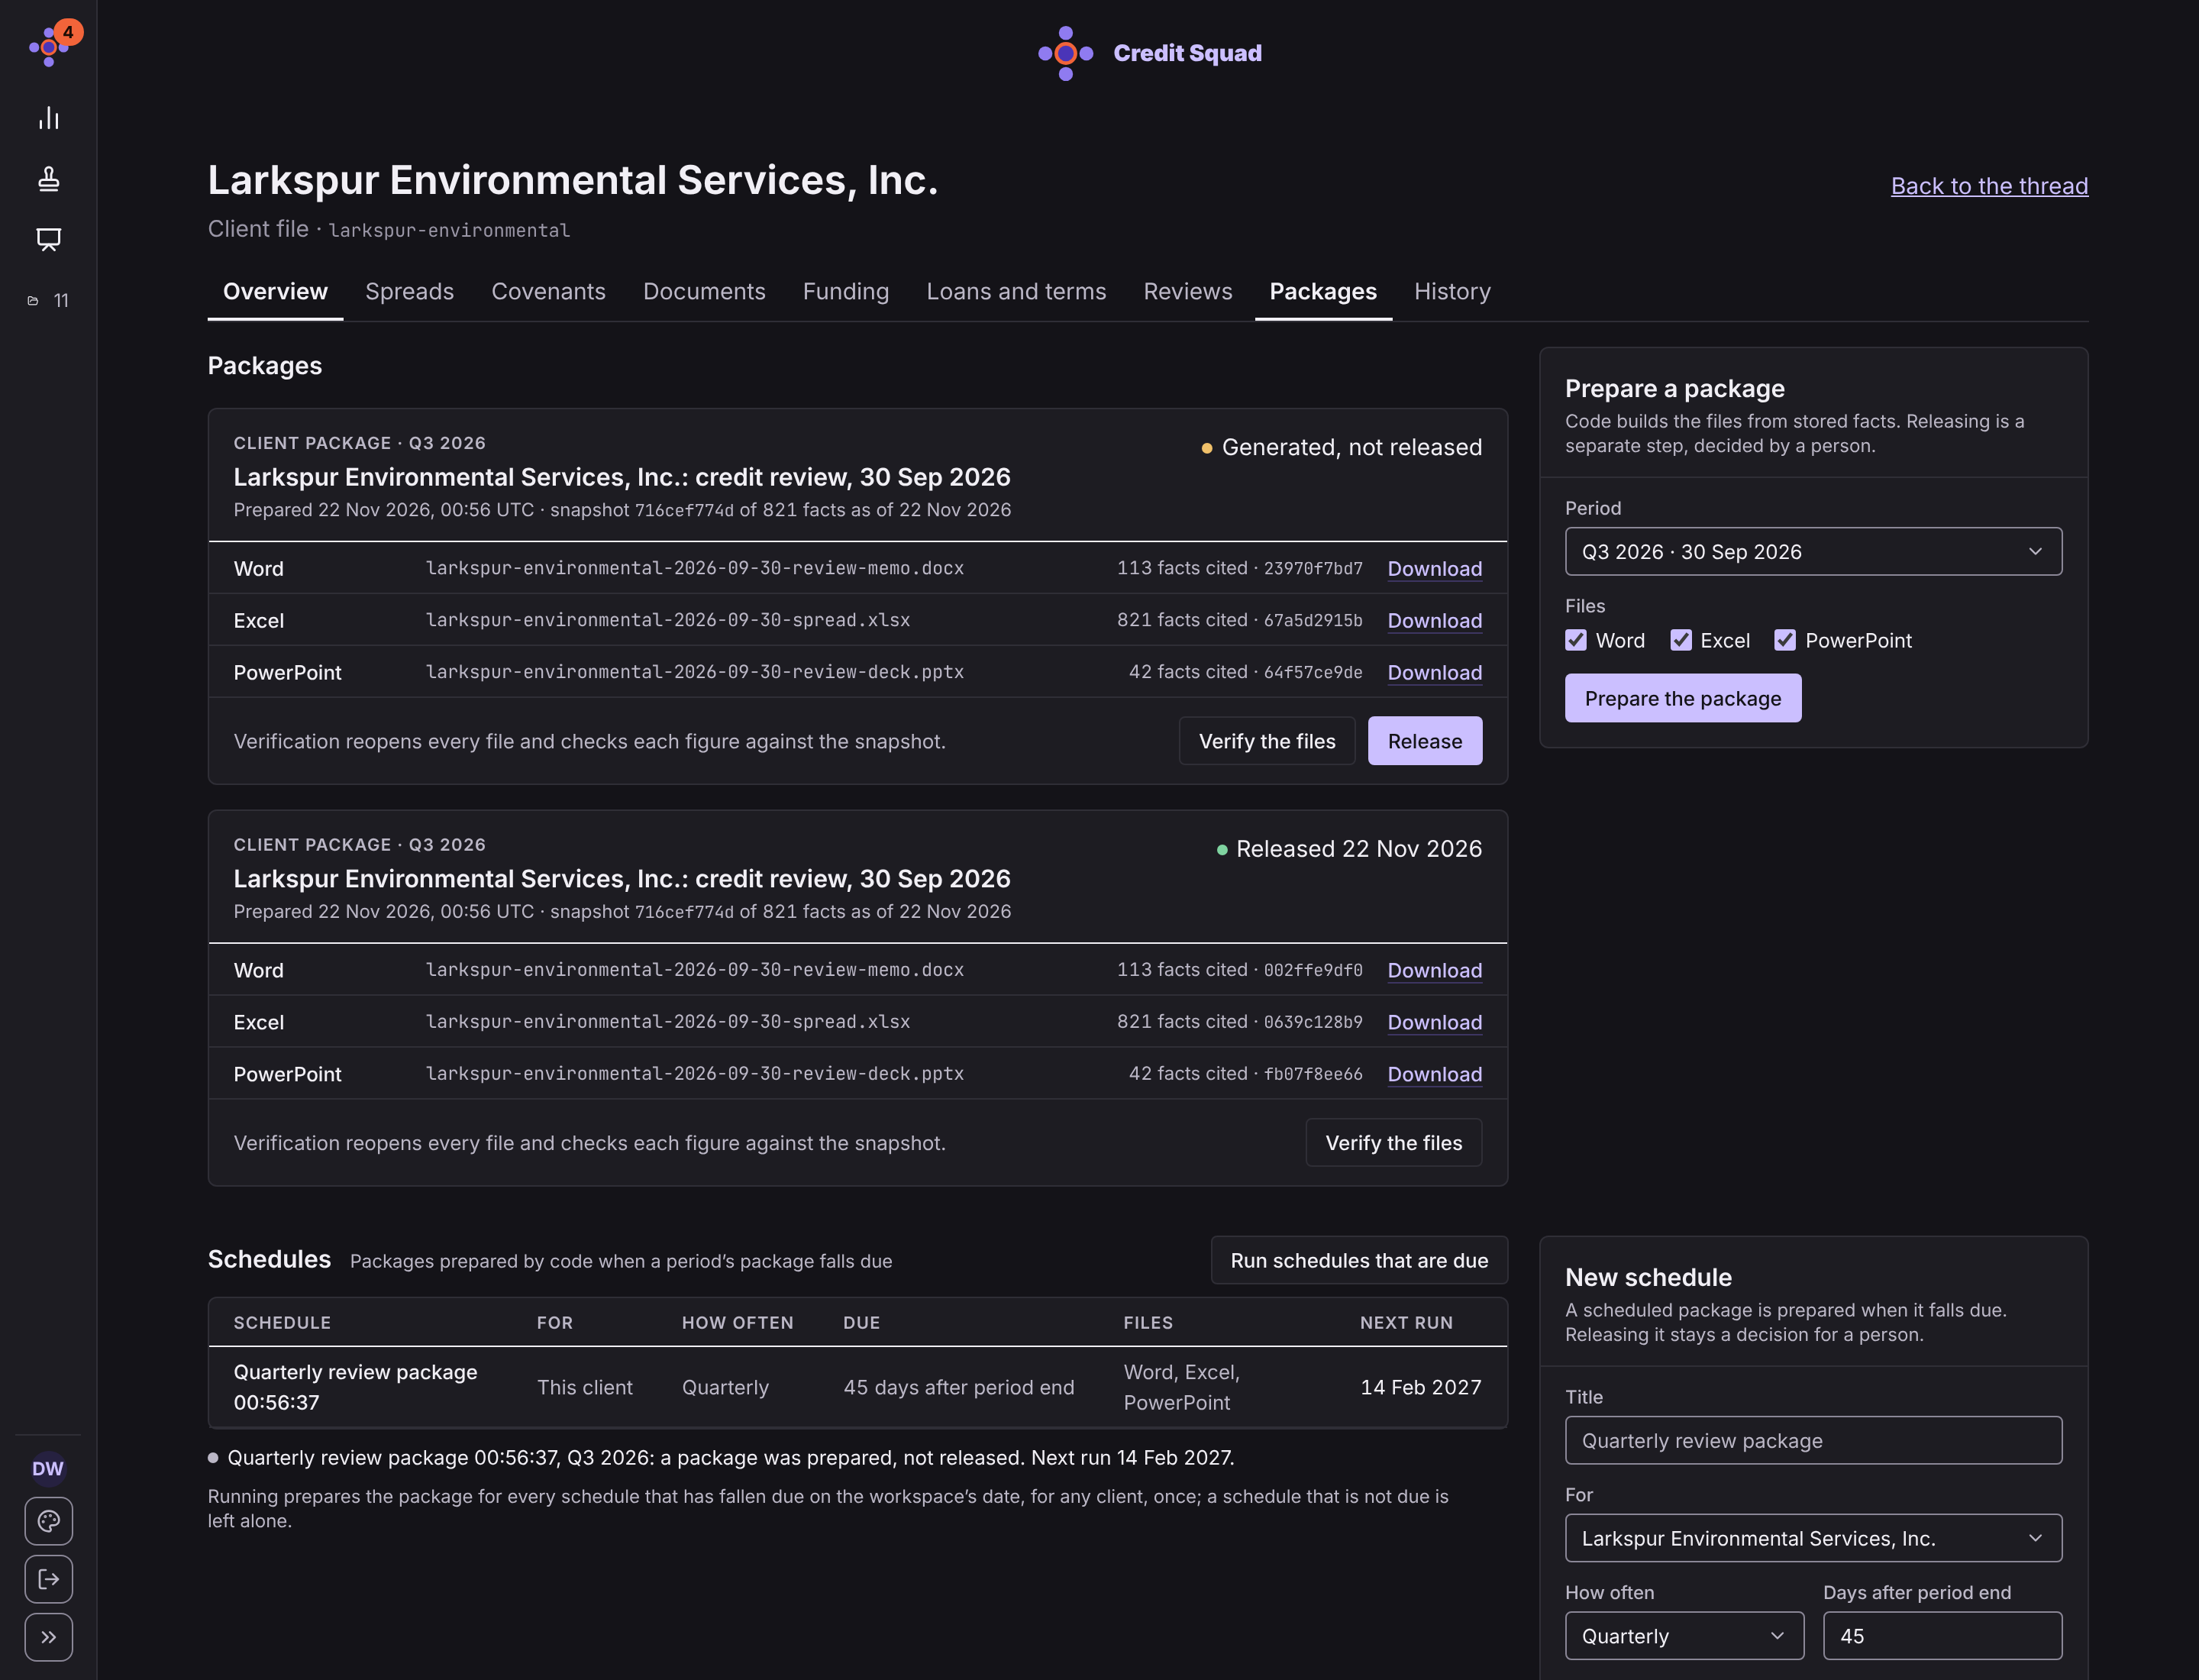 4
Credit Squad
Larkspur Environmental Services, Inc.
Back to the thread
Client file · larkspur-environmental
11
Overview Spreads Covenants Documents Funding Loans and terms Reviews Packages History
Packages
CLIENT PACKAGE · Q3 2026
Generated, not released
Larkspur Environmental Services, Inc.: credit review, 30 Sep 2026
Prepared 22 Nov 2026, 00:56 UTC · snapshot 716cef774d of 821 facts as of 22 Nov 2026
Word larkspur-environmental-2026-09-30-review-memo.docx 113 facts cited · 23970f7bd7 Download
Excel larkspur-environmental-2026-09-30-spread.xlsx 821 facts cited · 67a5d2915b Download
PowerPoint larkspur-environmental-2026-09-30-review-deck.pptx 42 facts cited · 64f57ce9de Download
Verification reopens every file and checks each figure against the snapshot. Verify the files Release
CLIENT PACKAGE · Q3 2026
Released 22 Nov 2026
Larkspur Environmental Services, Inc.: credit review, 30 Sep 2026
Prepared 22 Nov 2026, 00:56 UTC · snapshot 716cef774d of 821 facts as of 22 Nov 2026
Word larkspur-environmental-2026-09-30-review-memo.docx 113 facts cited · 002ffe9df0 Download
Excel larkspur-environmental-2026-09-30-spread.xlsx 821 facts cited · 0639c128b9 Download
PowerPoint larkspur-environmental-2026-09-30-review-deck.pptx 42 facts cited · fb07f8ee66 Download
Verification reopens every file and checks each figure against the snapshot. Verify the files
Prepare a package
Code builds the files from stored facts. Releasing is a
separate step, decided by a person.
Period
Q3 2026 · 30 Sep 2026
Files
Word Excel PowerPoint
Prepare the package
Schedules Packages prepared by code when a period’s package falls due Run schedules that are due
SCHEDULE FOR HOW OFTEN DUE FILES NEXT RUN
Quarterly review package
00:56:37
This client Quarterly 45 days after period end
Word, Excel,
PowerPoint
14 Feb 2027
Quarterly review package 00:56:37, Q3 2026: a package was prepared, not released. Next run 14 Feb 2027.
Running prepares the package for every schedule that has fallen due on the workspace’s date, for any client, once; a schedule that is not due is
left alone.
New schedule
A scheduled package is prepared when it falls due.
Releasing it stays a decision for a person.
Title
Quarterly review package
For
Larkspur Environmental Services, Inc.
How often Days after period end
Quarterly 45
DW